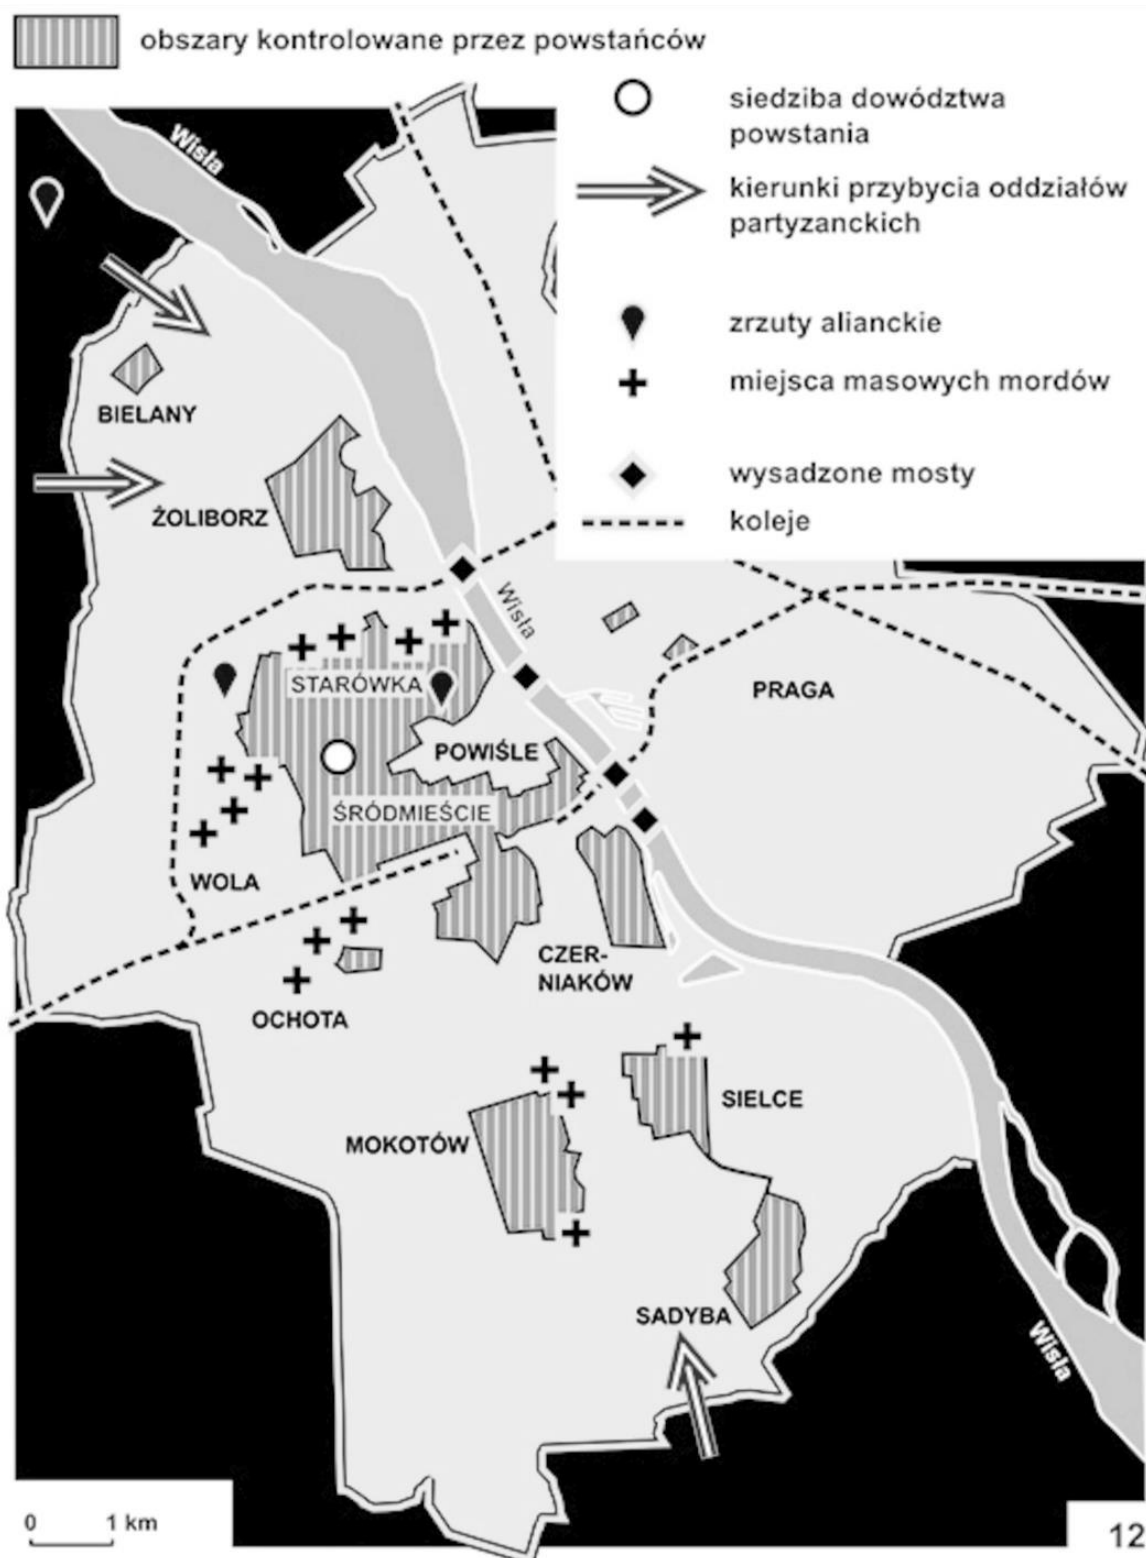 obszary kontrolowane przez powstańców
siedziba dowództwa
powstania
kierunki przybycia oddziałów
partyzanckich
zrzuty alianckie
miejsca masowych mordów
wysadzone mosty
koleje
Wisła
BIELANY
ŻOLIBORZ
Wisła
STARÓWKA
PRAGA
POWIŚLE
ŚRÓDMIEŚCIE
WOLA
CZER-
NIAKÓW
OCHOTA
SIELCE
MOKOTÓW
SADYBA
Wisła
0 1 km
12